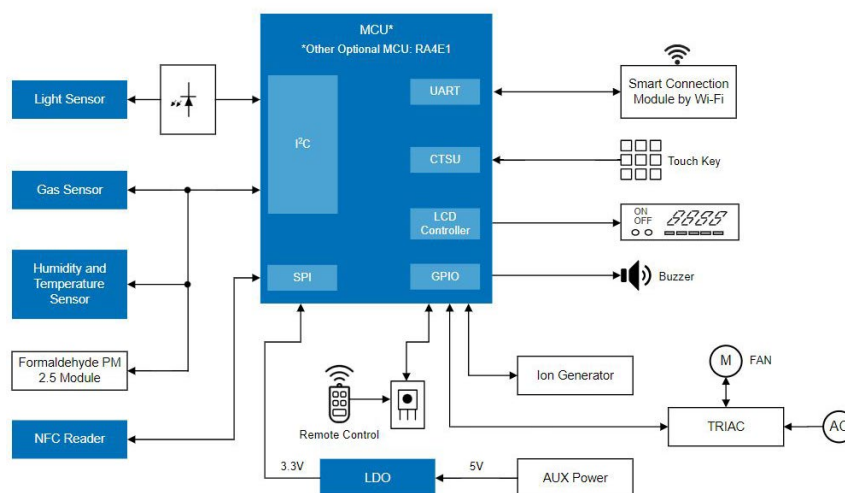 MCU*
*Other Optional MCU: RA4E1
Light Sensor
I²C
UART
Smart Connection
Module by Wi-Fi
CTSU
Touch Key
Gas Sensor
LCD
Controller
ON
OFF
8885
Humidity and
Temperature
Sensor
SPI
GPIO
Buzzer
Formaldehyde PM
2.5 Module
M
FAN
Ion Generator
Remote Control
TRIAC
AC
NFC Reader
3.3V
LDO
5V
AUX Power